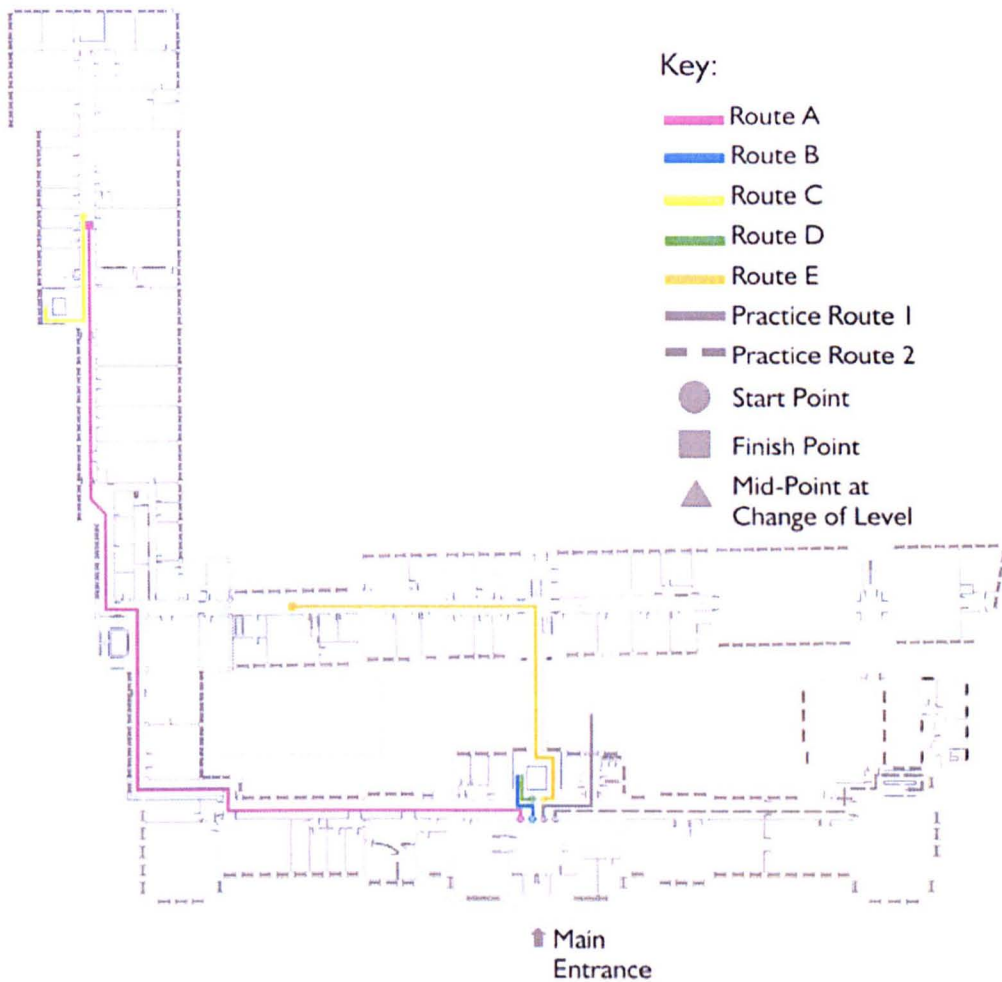 Key:
Route A
Route B
Route C
Route D
Route E
Practice Route 1
Practice Route 2
Start Point
Finish Point
Mid-Point at
Change of Level
Main
Entrance